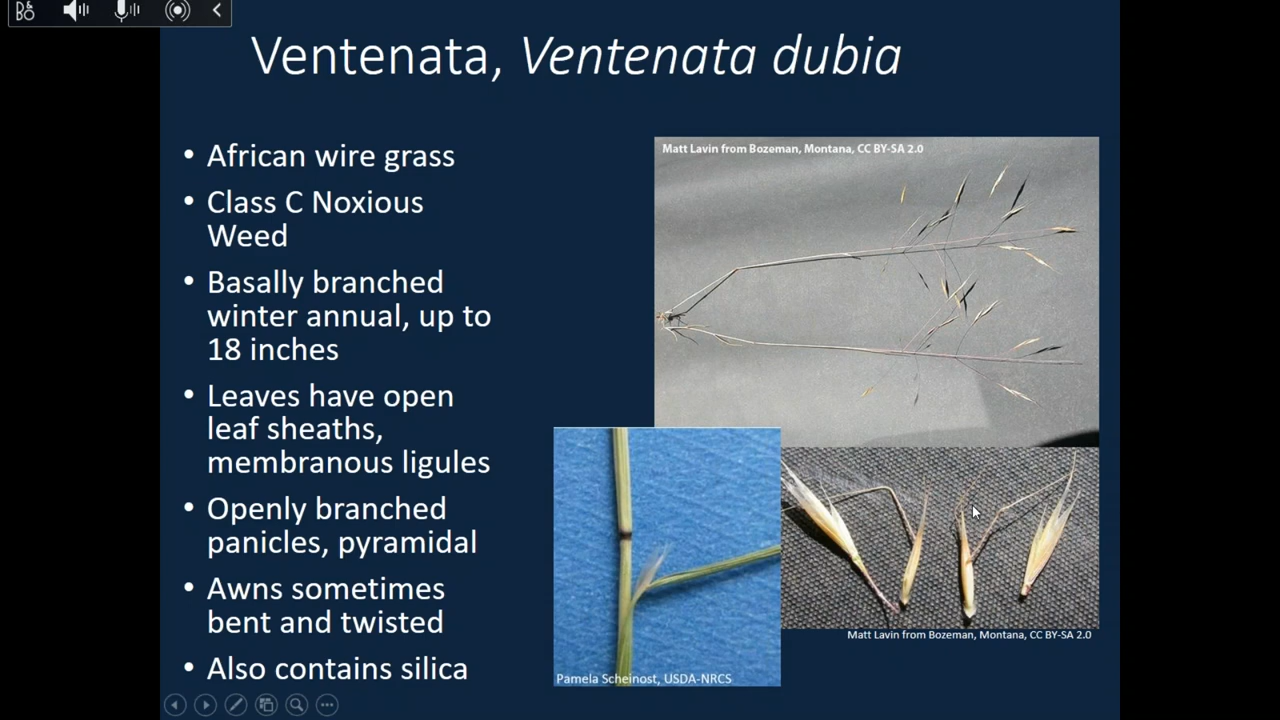 Ventenata, Ventenata dubia
• African wire grass
• Class C Noxious
Weed
• Basally branched
winter annual, up to
18 inches
• Leaves have open
leaf sheaths,
membranous ligules
• Openly branched
panicles, pyramidal
• Awns sometimes
bent and twisted
• Also contains silica
Matt Lavin from Bozeman, Montana, CC BY-SA 2.0
Matt Lavin from Bozeman, Montana, CC BY-SA 2.0
Pamela Scheinost, USDA-NRCS